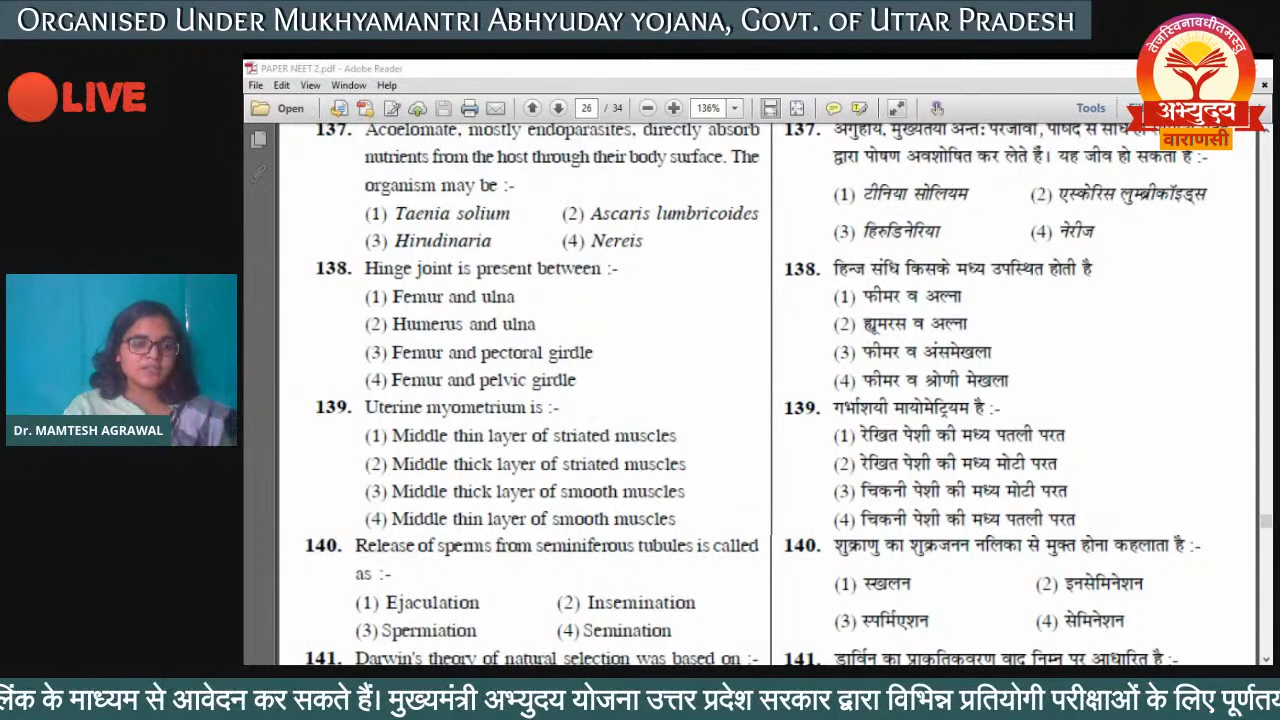 ORGANISED UNDER MUKHYAMANTRI ABHYUDAY YOJANA, GOVT. OF UTTAR PRADESH
तेजस्विनावधीतमस्तु
अभ्युदय
वाराणसी
LIVE
PAPER NEET 2.pdf - Adobe Reader
File Edit View Window Help
Open 26 / 34 136% Tools
137. Acoelomate, mostly endoparasites, directly absorb
nutrients from the host through their body surface. The
organism may be :-
(1) Taenia solium (2) Ascaris lumbricoides
(3) Hirudinaria (4) Nereis
138. Hinge joint is present between :-
(1) Femur and ulna
(2) Humerus and ulna
(3) Femur and pectoral girdle
(4) Femur and pelvic girdle
139. Uterine myometrium is :-
(1) Middle thin layer of striated muscles
(2) Middle thick layer of striated muscles
(3) Middle thick layer of smooth muscles
(4) Middle thin layer of smooth muscles
140. Release of sperms from seminiferous tubules is called
as :-
(1) Ejaculation (2) Insemination
(3) Spermiation (4) Semination
141. Darwin's theory of natural selection was based on :-
137. अगुहीय, मुख्यतया अन्तः परजीवी, पोषद से सीधे
द्वारा पोषण अवशोषित कर लेते हैं। यह जीव हो सकता है :-
(1) टीनिया सोलियम (2) एस्केरिस लुम्ब्रीकॉइड्स
(3) हिरुडिनेरिया (4) नेरीज
138. हिन्ज संधि किसके मध्य उपस्थित होती है
(1) फीमर व अल्ना
(2) ह्यूमरस व अल्ना
(3) फीमर व अंसमेखला
(4) फीमर व श्रोणी मेखला
139. गर्भाशयी मायोमेट्रियम है :-
(1) रेखित पेशी की मध्य पतली परत
(2) रेखित पेशी की मध्य मोटी परत
(3) चिकनी पेशी की मध्य मोटी परत
(4) चिकनी पेशी की मध्य पतली परत
140. शुक्राणु का शुक्रजनन नलिका से मुक्त होना कहलाता है :-
(1) स्खलन (2) इनसेमिनेशन
(3) स्पर्मिएशन (4) सेमिनेशन
141. डार्विन का प्राकृतिकवरण वाद निम्न पर आधारित है :-
Dr. MAMTESH AGRAWAL
लिंक के माध्यम से आवेदन कर सकते हैं। मुख्यमंत्री अभ्युदय योजना उत्तर प्रदेश सरकार द्वारा विभिन्न प्रतियोगी परीक्षाओं के लिए पूर्णतय